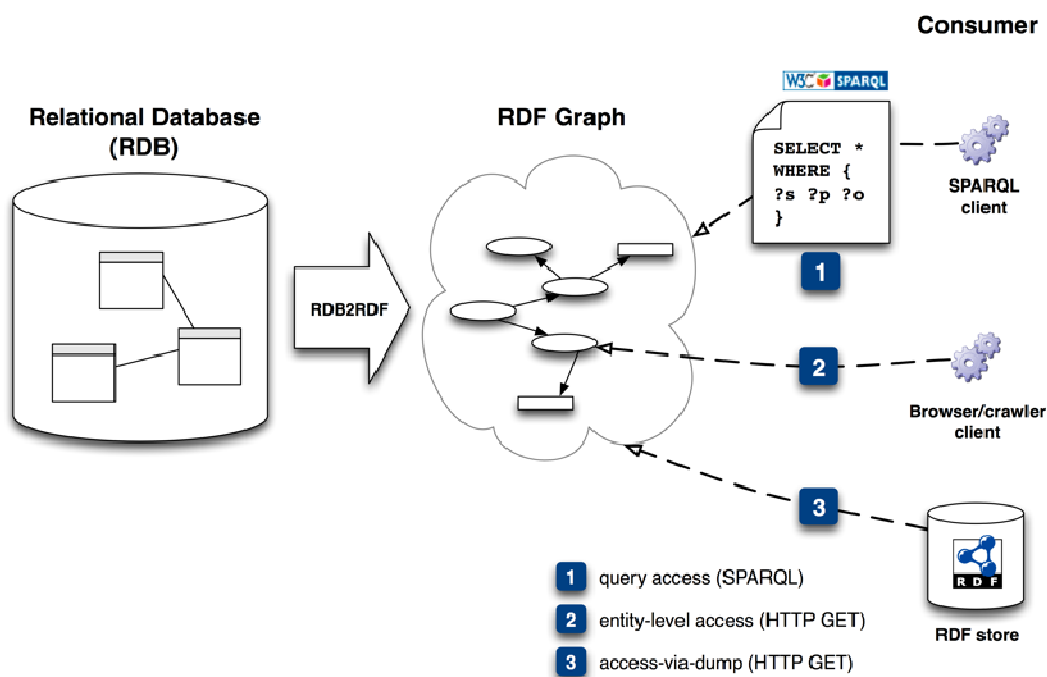 Consumer
W3C SPARQL
Relational Database
(RDB)
RDF Graph
SELECT *
WHERE {
?s ?p ?o
}
SPARQL
client
1
RDB2RDF
2
Browser/crawler
client
3
RDF
RDF store
1 query access (SPARQL)
2 entity-level access (HTTP GET)
3 access-via-dump (HTTP GET)